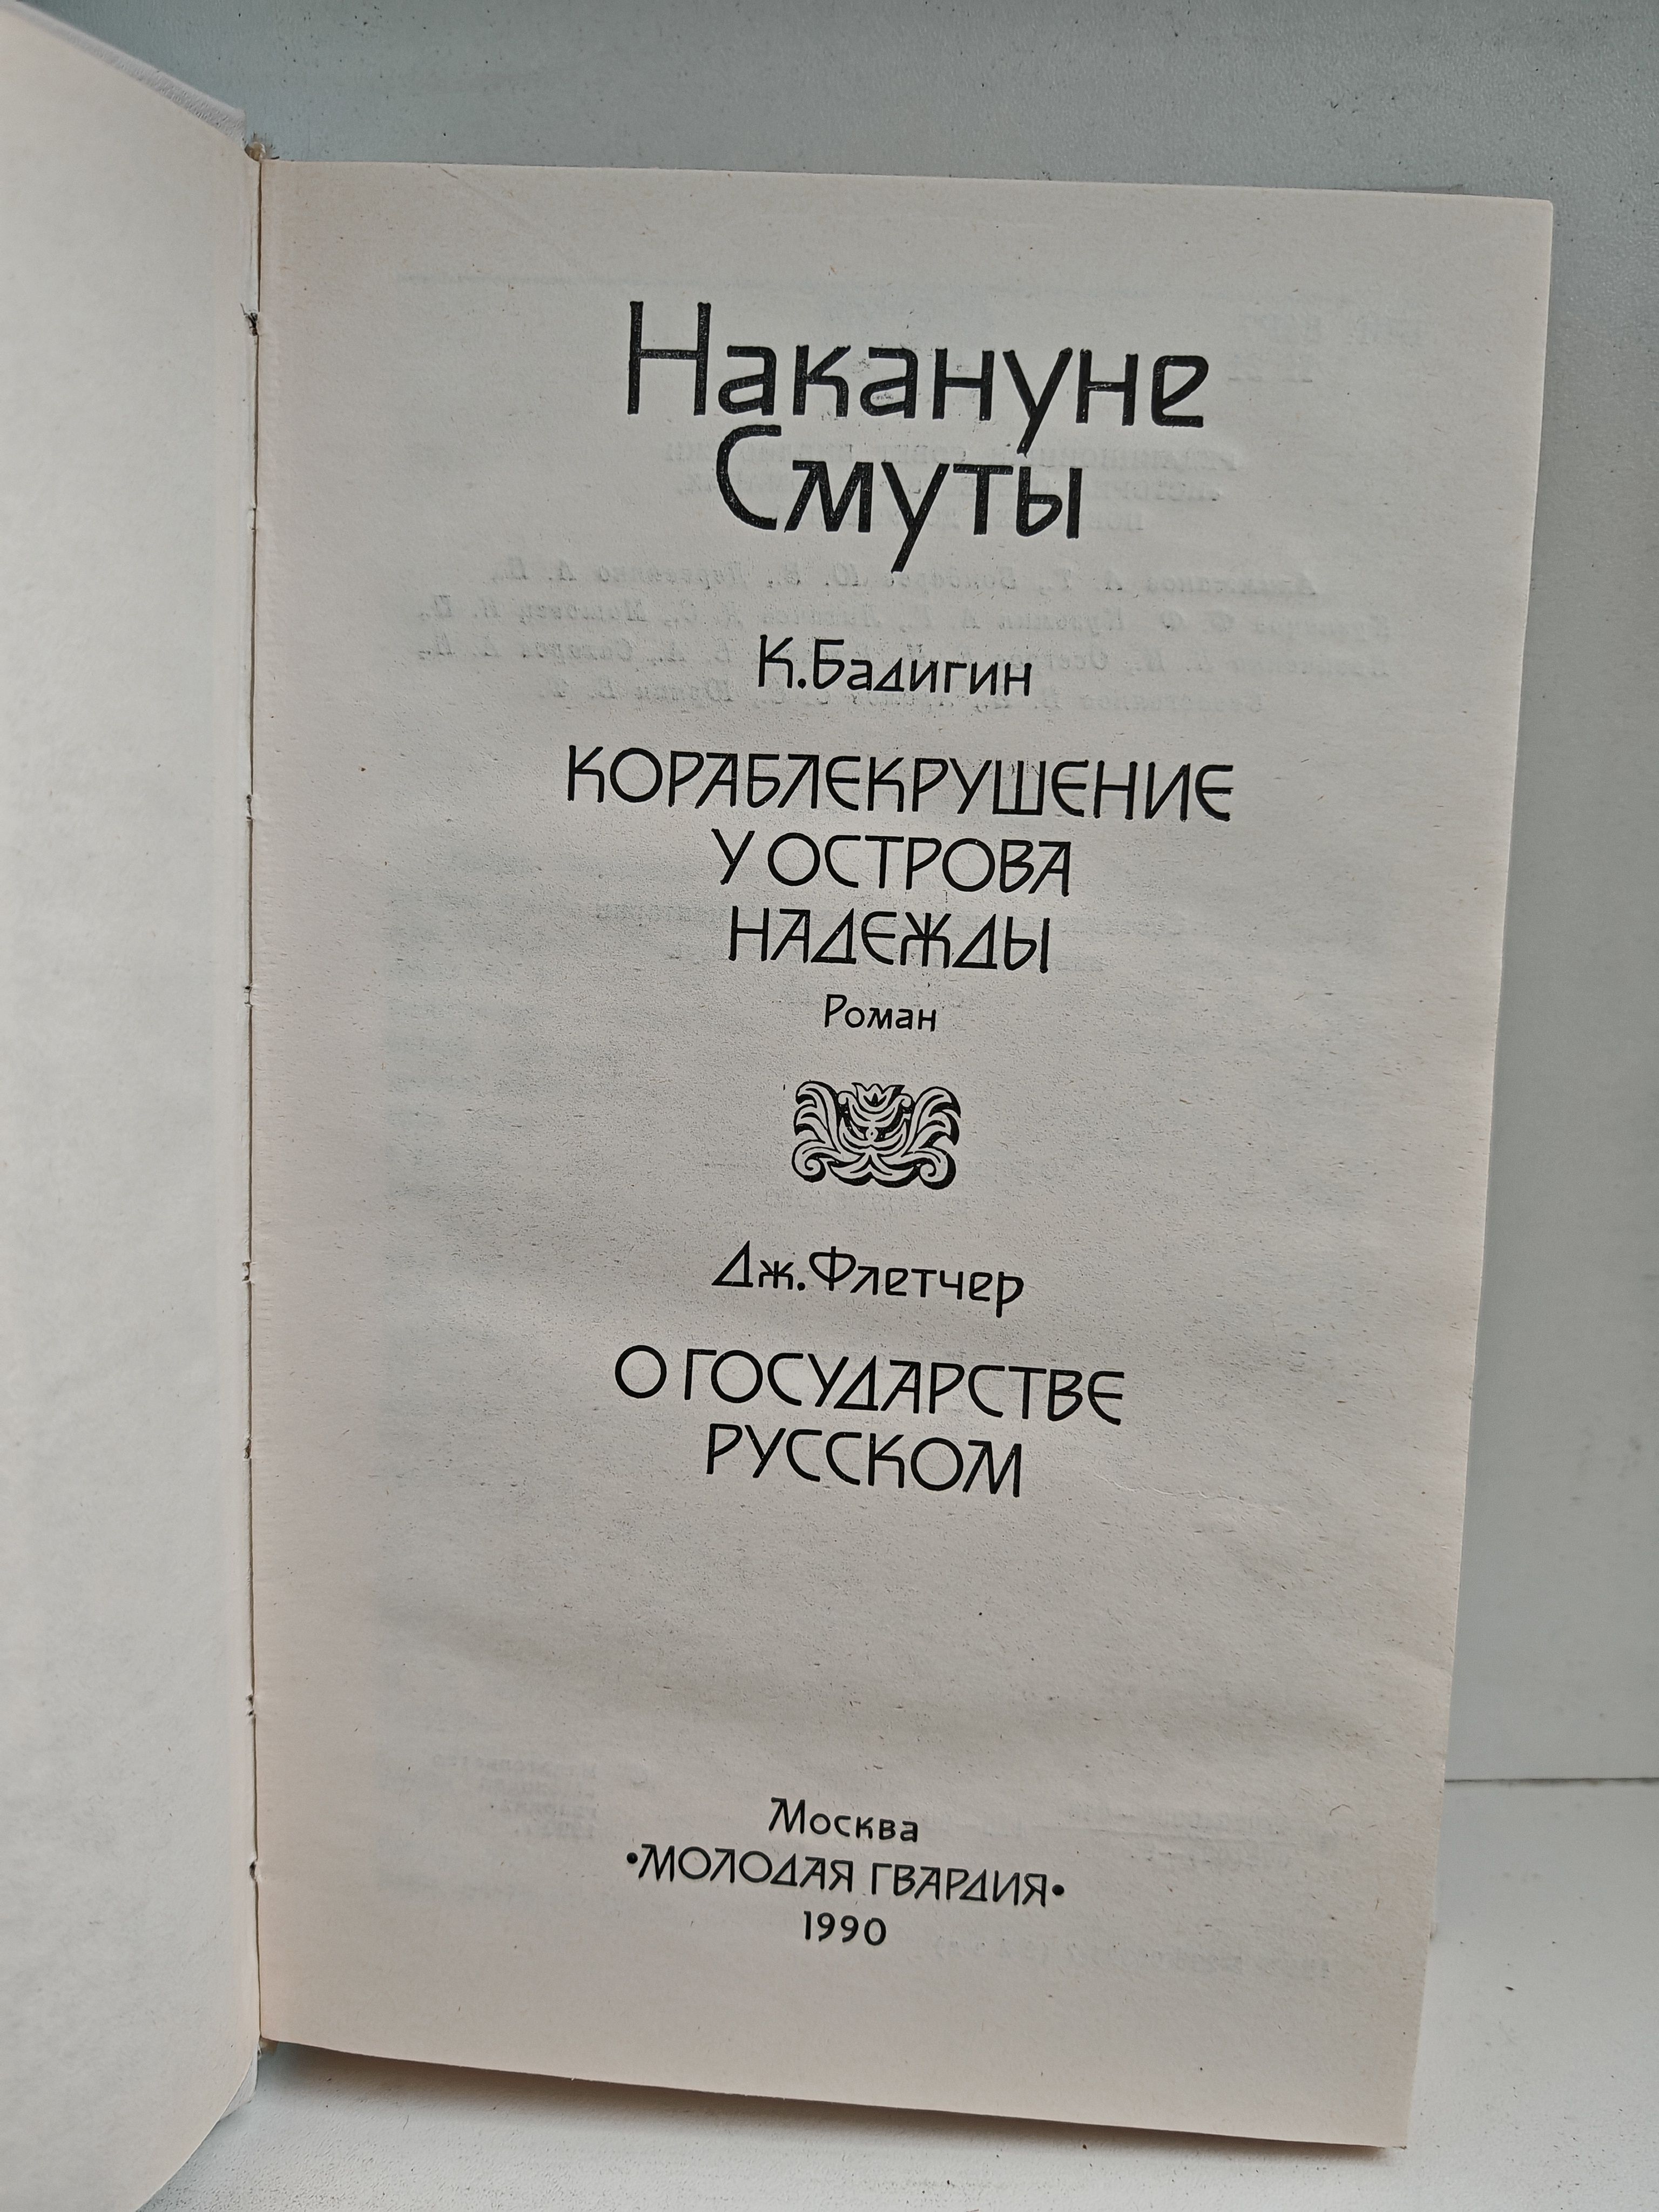 Накануне
Смуты
К. Бадигин
КОРАБЛЕКРУШЕНИЕ
У ОСТРОВА
НАДЕЖДЫ
Роман
Дж. Флетчер
О ГОСУДАРСТВЕ
РУССКОМ
Москва
•МОЛОДАЯ ГВАРДИЯ•
1990